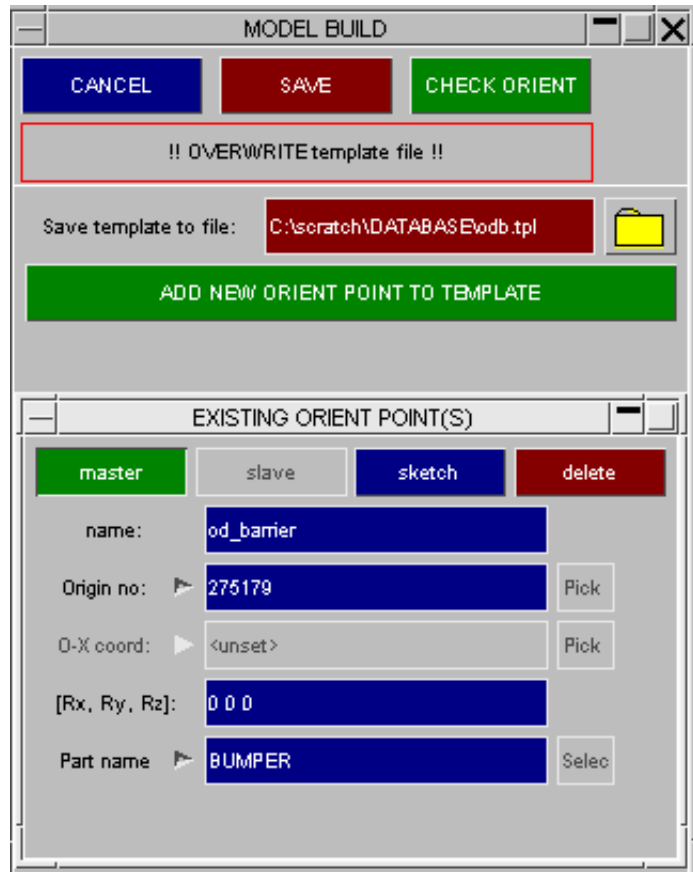 MODEL BUILD
CANCEL SAVE CHECK ORIENT
!! OVERWRITE template file !!
Save template to file: C:\scratch\DATABASE\odb.tpl
ADD NEW ORIENT POINT TO TEMPLATE
EXISTING ORIENT POINT(S)
master slave sketch delete
name: od_barrier
Origin no: 275179 Pick
O-X coord: <unset> Pick
[Rx, Ry, Rz]: 0 0 0
Part name BUMPER Selec